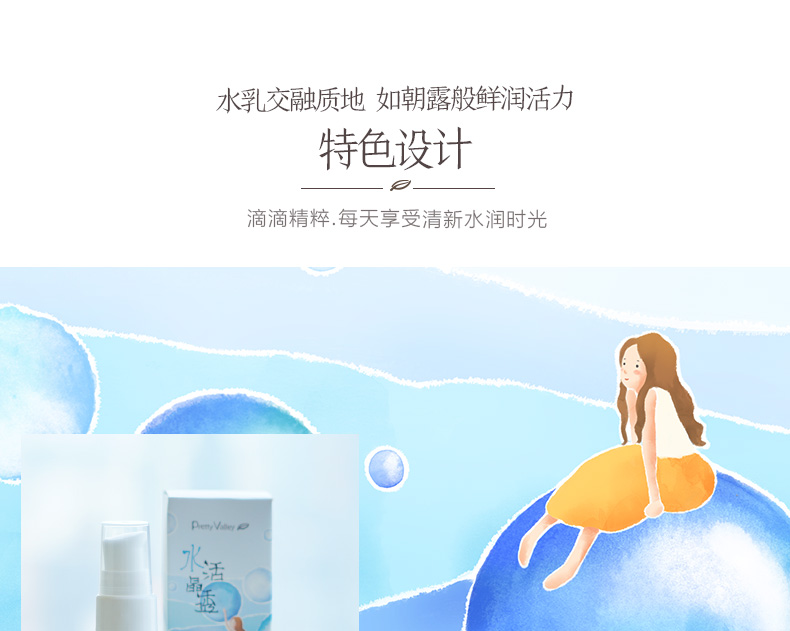 水乳交融质地 如朝露般鲜润活力
特色设计
滴滴精粹.每天享受清新水润时光
Pretty Valley
水活
晶透